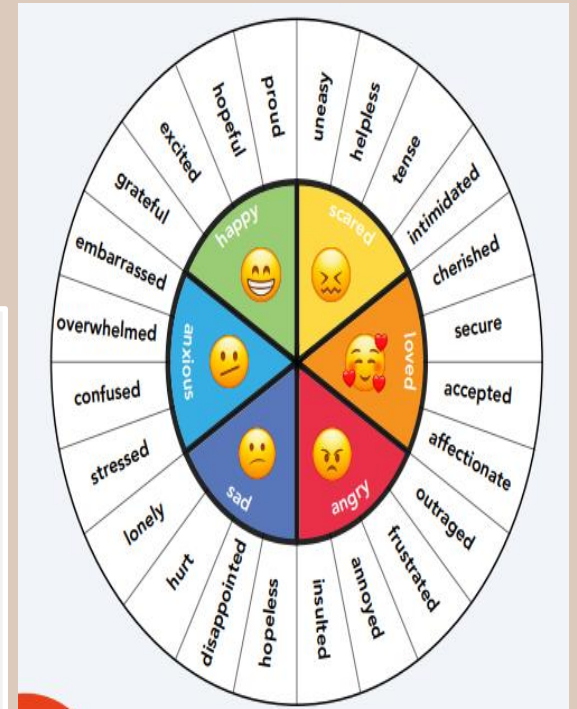 proud
uneasy
hopeful
helpless
excited
tense
grateful
intimidated
embarrassed
cherished
overwhelmed
secure
confused
accepted
stressed
affectionate
lonely
outraged
hurt
frustrated
disappointed
annoyed
hopeless
insulted
happy
scared
anxious
loved
sad
angry